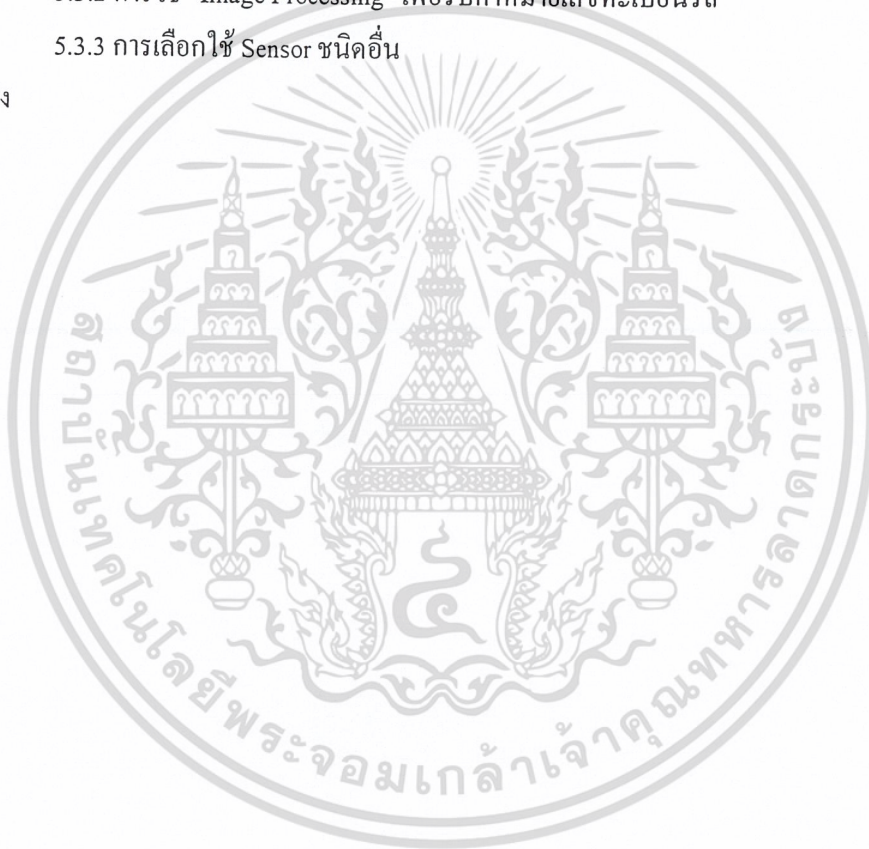 5.3.3 การเลือกใช้ Sensor ชนิดอื่น
ง
สถาบันเทคโนโลยีพระจอมเกล้าเจ้าคุณทหารลาดกระบัง